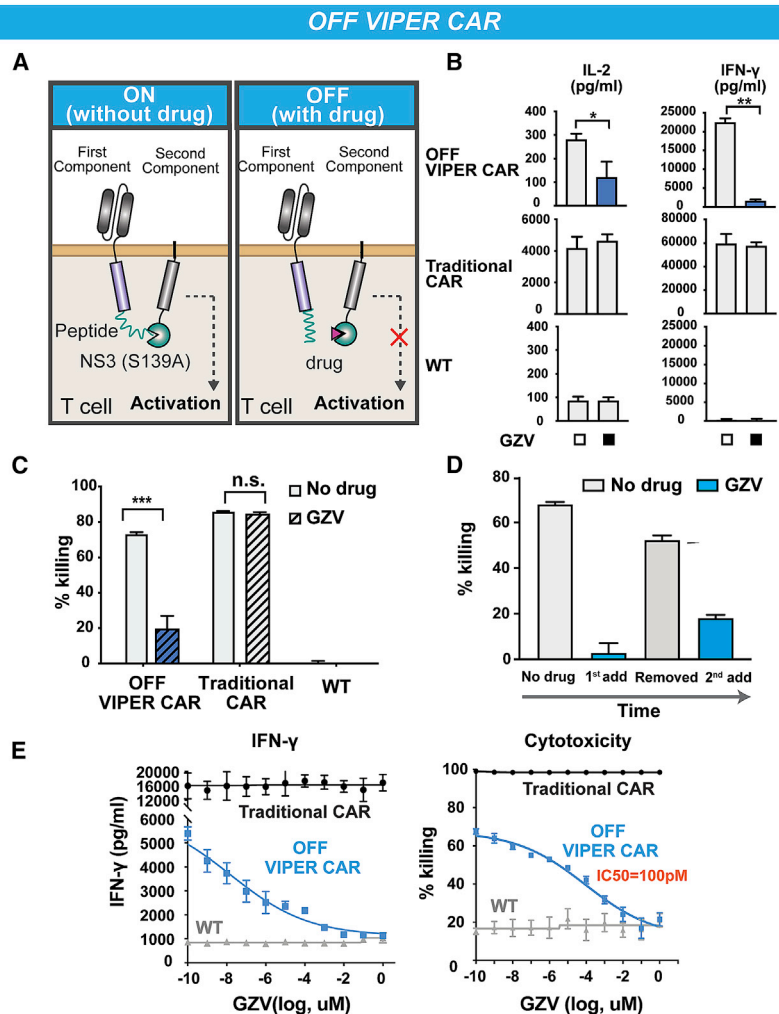 OFF VIPER CAR
A
ON
(without drug)
OFF
(with drug)
First
Component
Second
Component
First
Component
Second
Component
Peptide
NS3 (S139A)
drug
T cell
Activation
T cell
Activation
B
IL-2
(pg/ml)
IFN-γ
(pg/ml)
OFF
VIPER CAR
400
300
200
100
0
*
25000
20000
15000
10000
5000
0
**
Traditional
CAR
6000
4000
2000
0
80000
60000
40000
20000
0
WT
400
300
200
100
0
25000
20000
15000
10000
5000
0
GZV
C
% killing
100
80
60
40
20
0
***
n.s.
No drug
GZV
OFF
VIPER CAR
Traditional
CAR
WT
D
% killing
80
60
40
20
0
No drug
GZV
No drug
1st add
Removed
2nd add
Time
E
IFN-γ
IFN-γ (pg/ml)
20000
16000
12000
6000
5000
4000
3000
2000
1000
0
Traditional CAR
OFF
VIPER CAR
WT
-10 -8 -6 -4 -2 0
GZV(log, uM)
Cytotoxicity
% killing
100
80
60
40
20
0
Traditional CAR
OFF
VIPER CAR
IC50=100pM
WT
-10 -8 -6 -4 -2 0
GZV (log, uM)